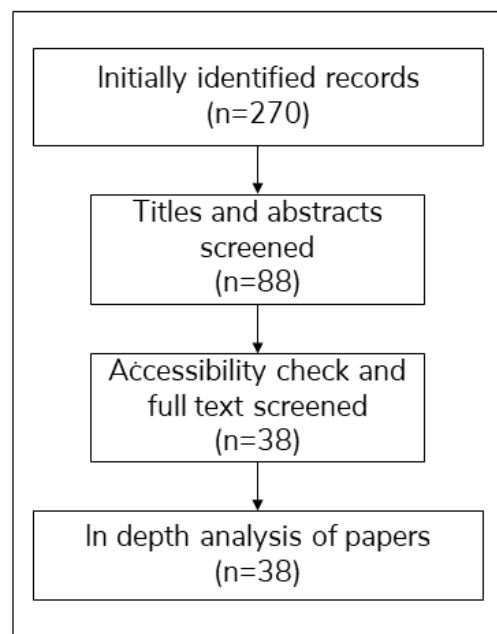 Initially identified records
(n=270)
Titles and abstracts
screened
(n=88)
Accessibility check and
full text screened
(n=38)
In depth analysis of papers
(n=38)